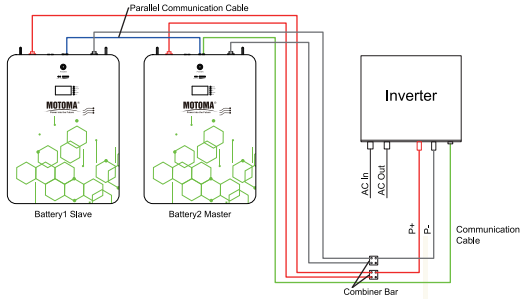 Parallel Communication Cable
MOTOMA®
MOTOMA®
Inverter
AC In
AC Out
P+
P-
Battery1 Slave
Battery2 Master
Communication
Cable
Combiner Bar